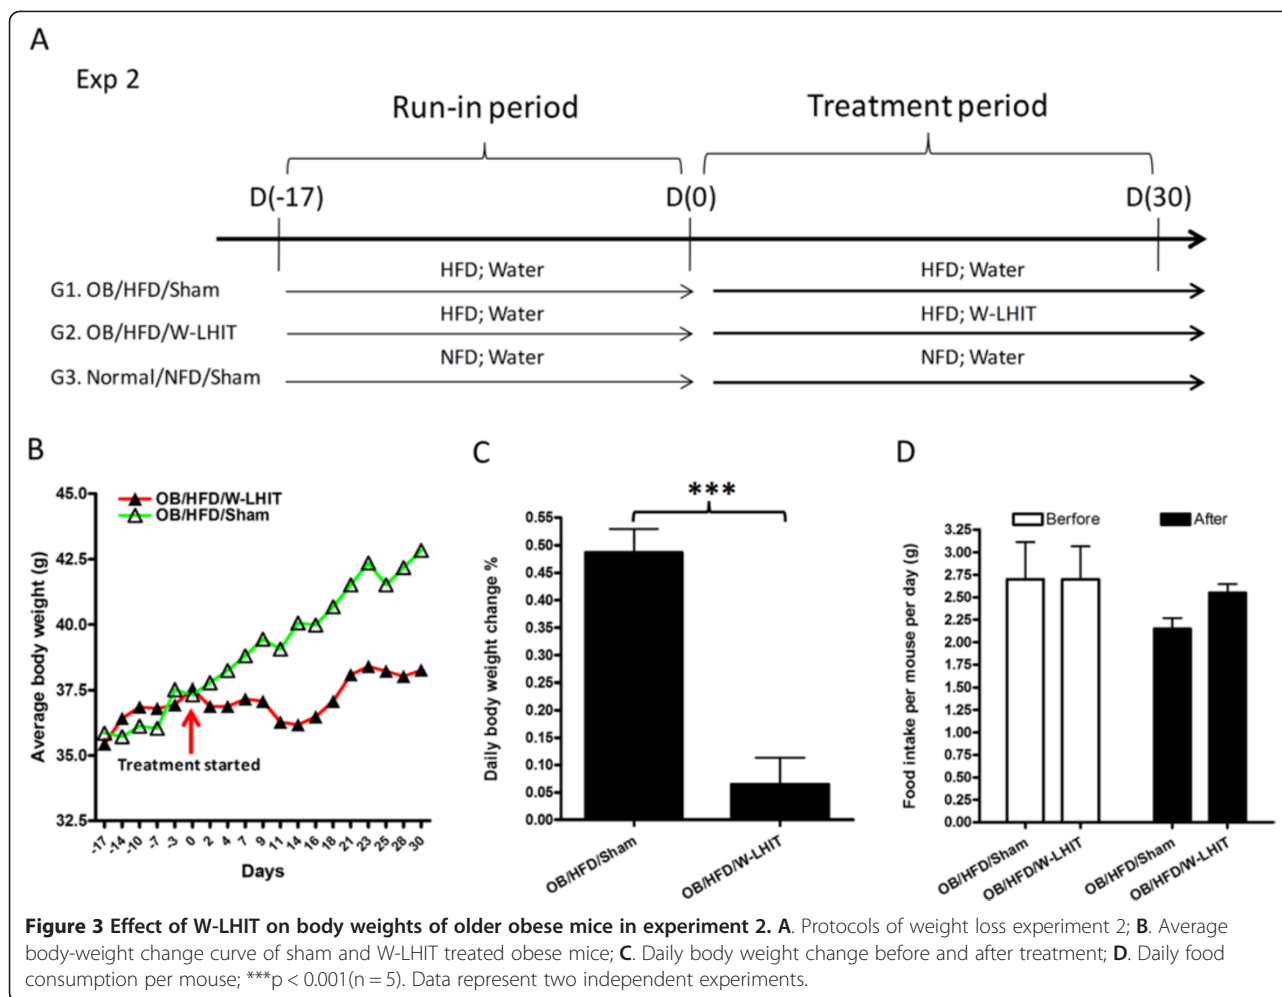 A
Exp 2
Run-in period
Treatment period
D(-17)
D(0)
D(30)
HFD; Water
HFD; Water
G1. OB/HFD/Sham
HFD; Water
HFD; W-LHIT
G2. OB/HFD/W-LHIT
NFD; Water
NFD; Water
G3. Normal/NFD/Sham
B
45.0
42.5
40.0
37.5
35.0
32.5
Average body weight (g)
OB/HFD/W-LHIT
OB/HFD/Sham
Treatment started
-17 -14 -10 -7 -3 0 2 4 7 9 11 14 16 18 21 23 25 28 30
Days
C
***
0.55
0.50
0.45
0.40
0.35
0.30
0.25
0.20
0.15
0.10
0.05
0.00
Daily body weight change %
OB/HFD/Sham
OB/HFD/W-LHIT
D
Berfore
After
3.25
3.00
2.75
2.50
2.25
2.00
1.75
1.50
1.25
1.00
0.75
0.50
0.25
0.00
Food intake per mouse per day (g)
OB/HFD/Sham
OB/HFD/W-LHIT
OB/HFD/Sham
OB/HFD/W-LHIT
Figure 3 Effect of W-LHIT on body weights of older obese mice in experiment 2. A. Protocols of weight loss experiment 2; B. Average
body-weight change curve of sham and W-LHIT treated obese mice; C. Daily body weight change before and after treatment; D. Daily food
consumption per mouse; ***p < 0.001(n = 5). Data represent two independent experiments.